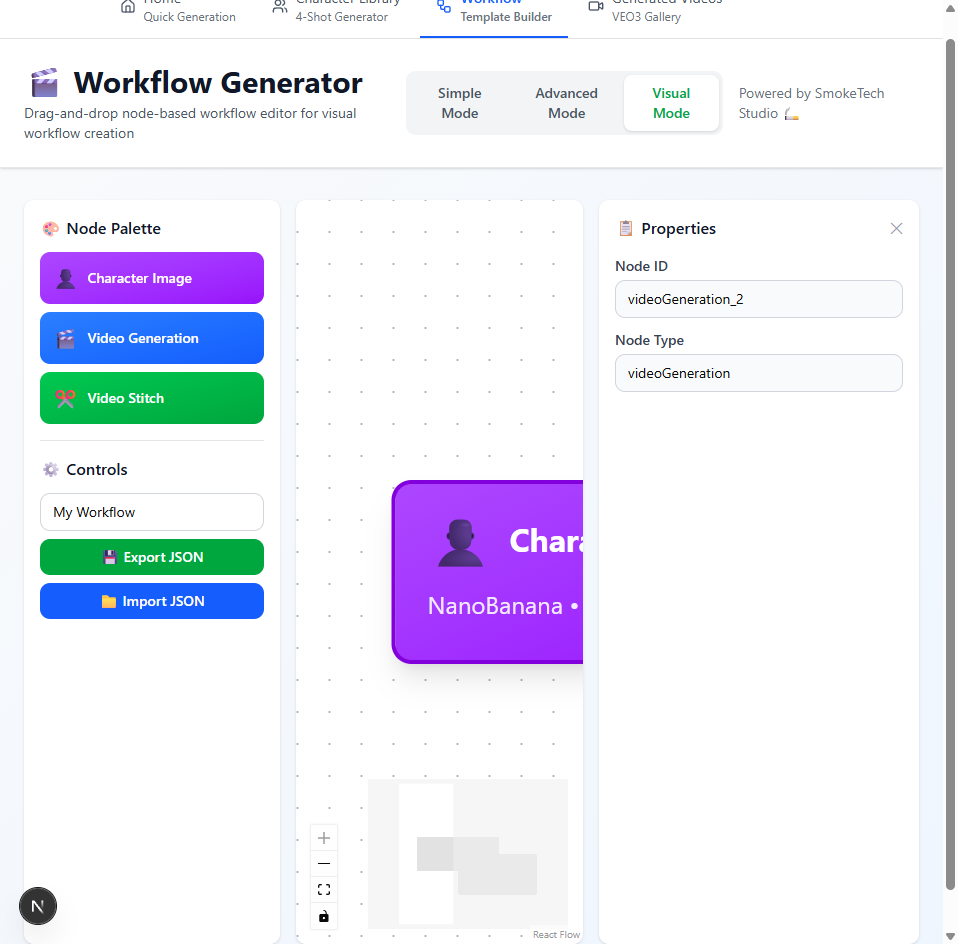 Home
Quick Generation
Character Library
4-Shot Generator
Workflow
Template Builder
Generated Videos
VEO3 Gallery
Workflow Generator
Drag-and-drop node-based workflow editor for visual
workflow creation
Simple
Mode
Advanced
Mode
Visual
Mode
Powered by SmokeTech
Studio
Node Palette
Character Image
Video Generation
Video Stitch
Controls
My Workflow
Export JSON
Import JSON
Chara
NanoBanana •
React Flow
Properties
Node ID
videoGeneration_2
Node Type
videoGeneration
N